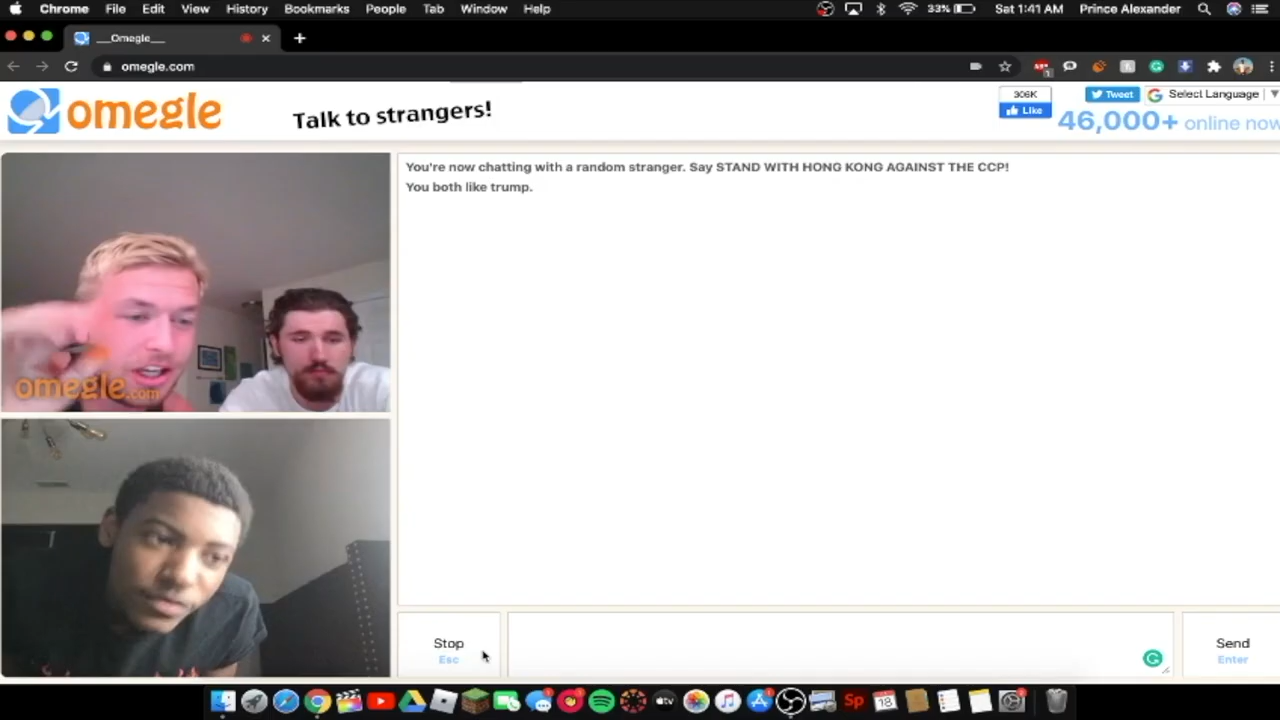 Chrome File Edit View History Bookmarks People Tab Window Help 33% Sat 1:41 AM Prince Alexander
__Omegle__
omegle.com
omegle Talk to strangers!
306K
Like
Tweet
Select Language
46,000+ online now
You're now chatting with a random stranger. Say STAND WITH HONG KONG AGAINST THE CCP!
You both like trump.
omegle.com
Stop
Esc
Send
Enter
Sp
18
tv